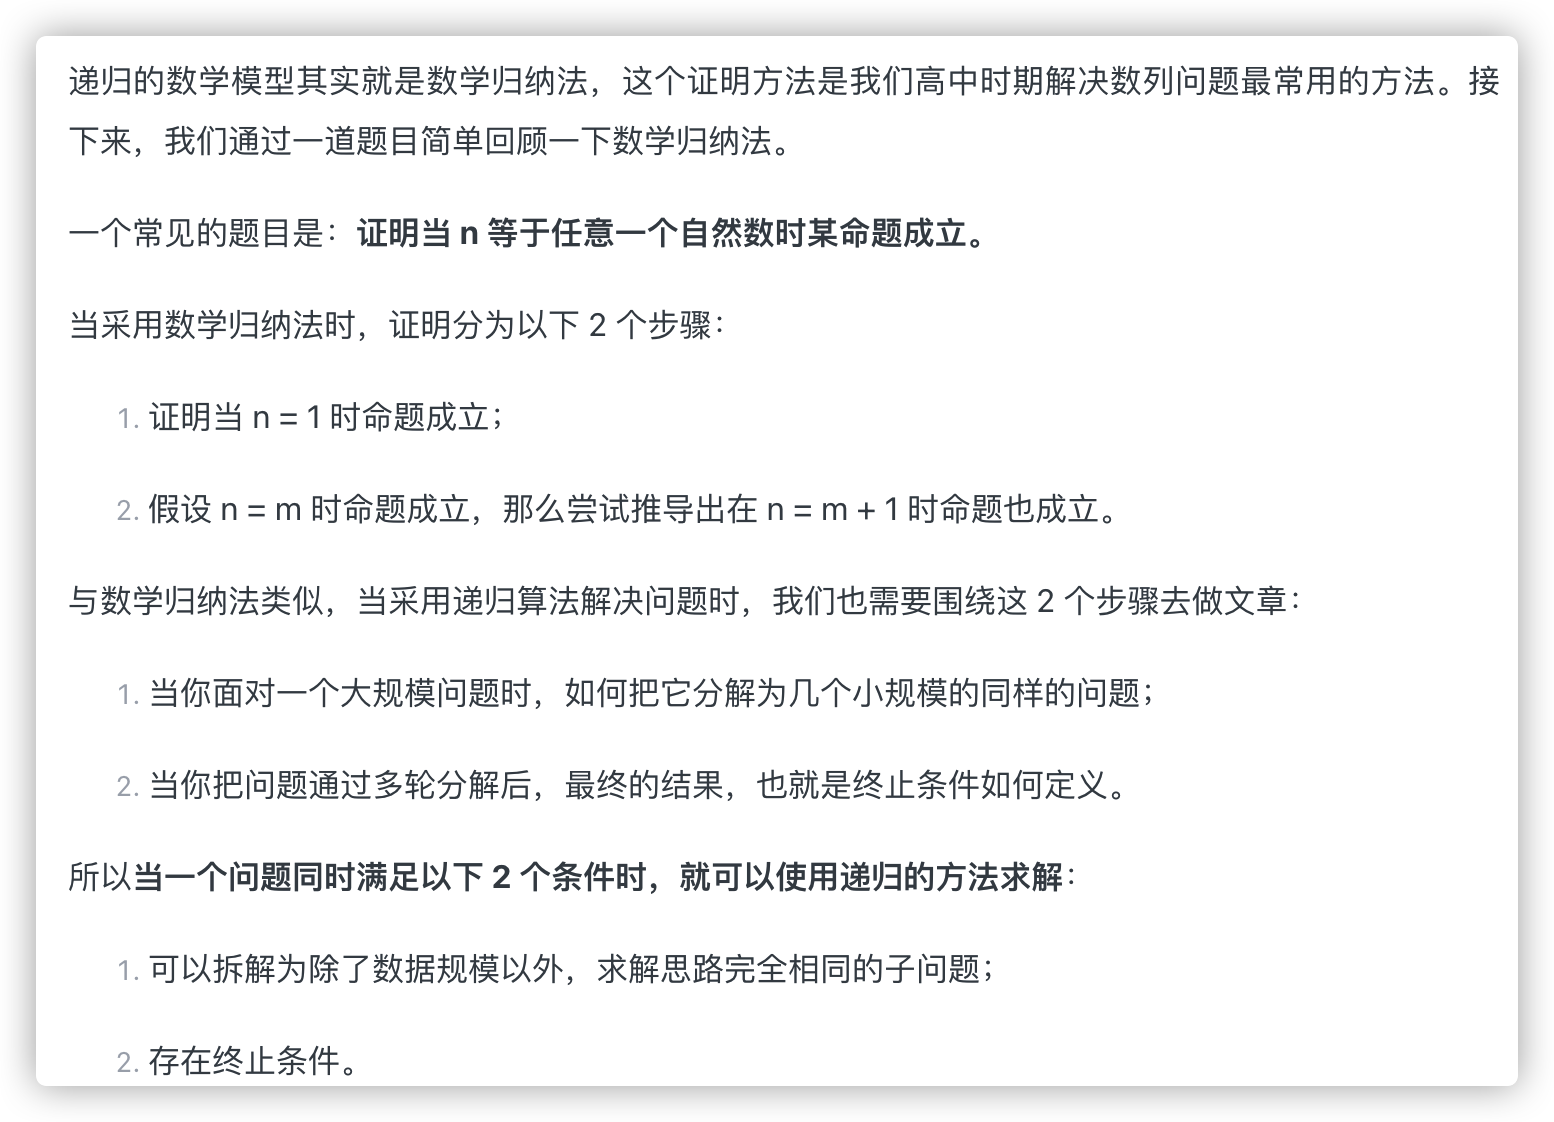 递归的数学模型其实就是数学归纳法，这个证明方法是我们高中时期解决数列问题最常用的方法。接
下来，我们通过一道题目简单回顾一下数学归纳法。
一个常见的题目是：证明当 n 等于任意一个自然数时某命题成立。
当采用数学归纳法时，证明分为以下 2 个步骤：
1. 证明当 n = 1 时命题成立；
2. 假设 n = m 时命题成立，那么尝试推导出在 n = m + 1 时命题也成立。
与数学归纳法类似，当采用递归算法解决问题时，我们也需要围绕这 2 个步骤去做文章：
1. 当你面对一个大规模问题时，如何把它分解为几个小规模的同样的问题；
2. 当你把问题通过多轮分解后，最终的结果，也就是终止条件如何定义。
所以当一个问题同时满足以下 2 个条件时，就可以使用递归的方法求解：
1. 可以拆解为除了数据规模以外，求解思路完全相同的子问题；
2. 存在终止条件。